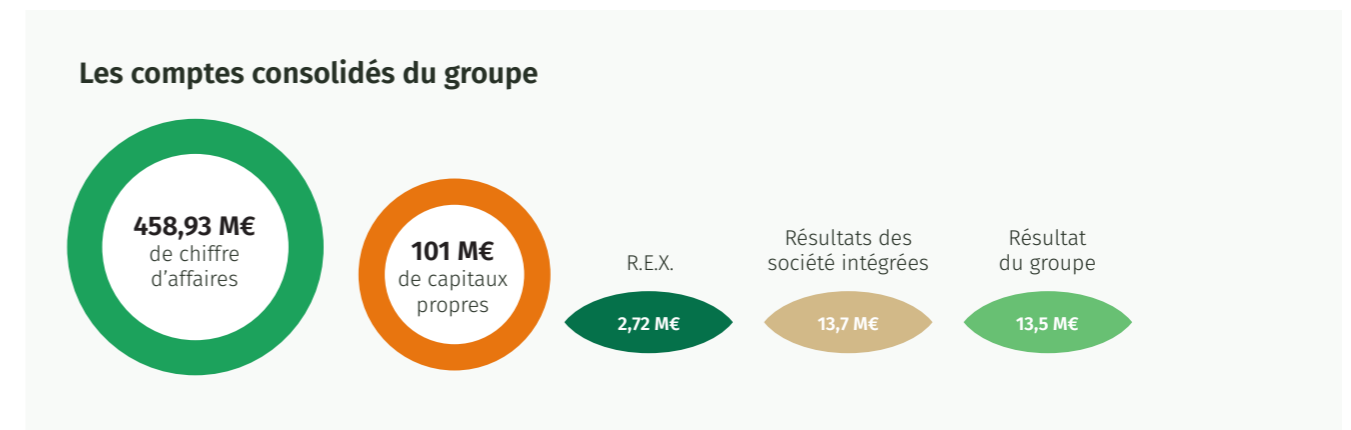 Les comptes consolidés du groupe
458,93 M€
de chiffre
d'affaires
101 M€
de capitaux
propres
R.E.X.
2,72 M€
Résultats des
société intégrées
13,7 M€
Résultat
du groupe
13,5 M€